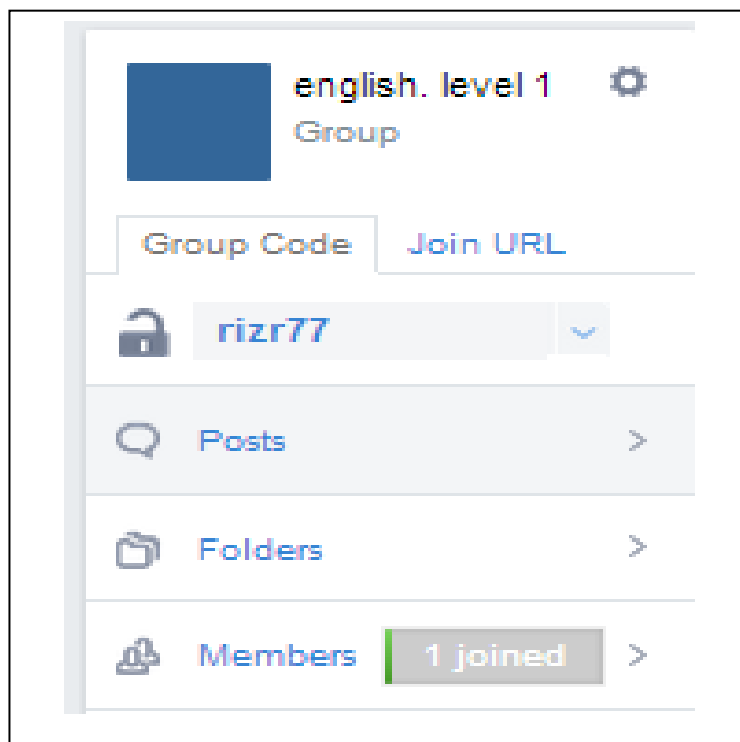 english. level 1
Group
Group Code Join URL
rizr77
Posts
Folders
Members 1 joined